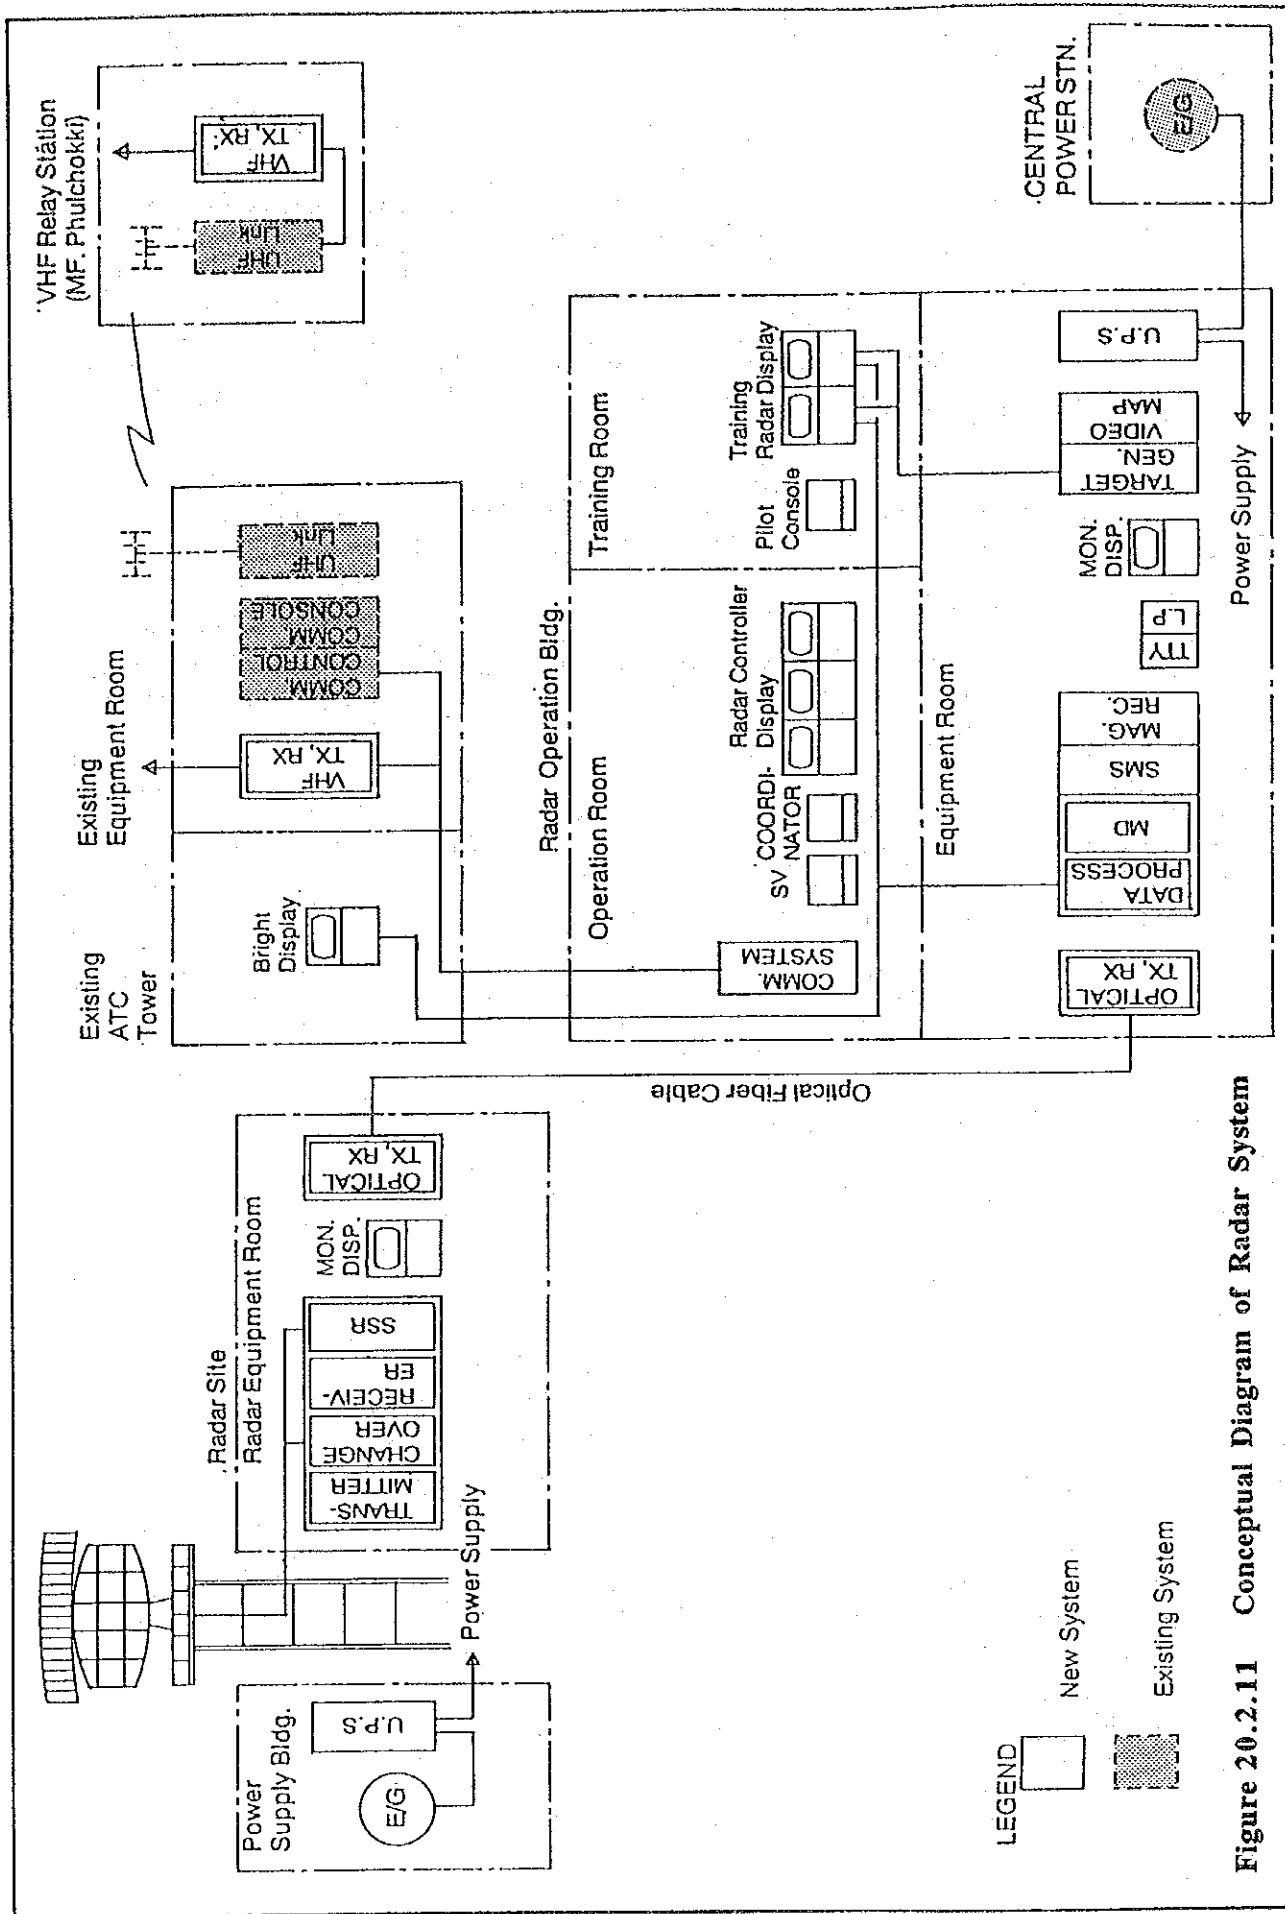 Power
Supply Bldg.
E/G
U.P.S
Power Supply
Radar Site
Radar Equipment Room
TRANS-
MITTER
CHANGE
OVER
RECEIV-
ER
SSR
MON.
DISP.
OPTICAL
TX, RX
Optical Fiber Cable
Existing
ATC
Tower
Bright
Display
Existing
Equipment Room
VHF
TX, RX
COMM.
CONTROL
COMM
CONSOLE
UHF
Link
VHF Relay Station
(MF. Phulchokki)
UHF
Link
VHF
TX, RX
Radar Operation Bldg.
Operation Room
COMM.
SYSTEM
SV
COORDI-
NATOR
Radar Controller
Display
Training Room
Pilot
Console
Training
Radar Display
Equipment Room
OPTICAL
TX, RX
DATA
PROCESS
MD
SMS
MAG.
REC.
TTY
L.P
MON.
DISP.
TARGET
GEN.
VIDEO
MAP
U.P.S
Power Supply
CENTRAL
POWER STN.
E/G
LEGEND
New System
Existing System
Figure 20.2.11 Conceptual Diagram of Radar System